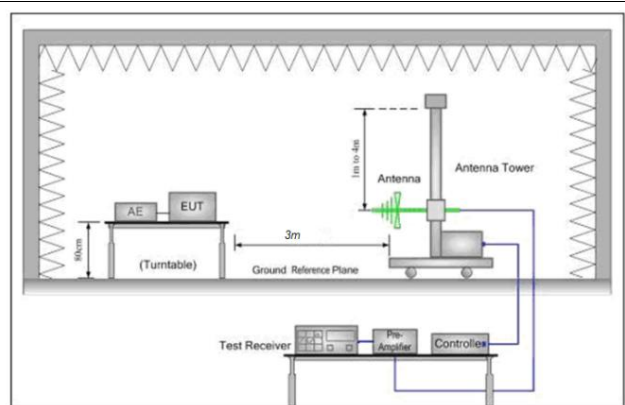 1m to 4m
Antenna
Antenna Tower
AE
EUT
80cm
(Turntable)
3m
Ground Reference Plane
Test Receiver
Pre-
Amplifier
Controller